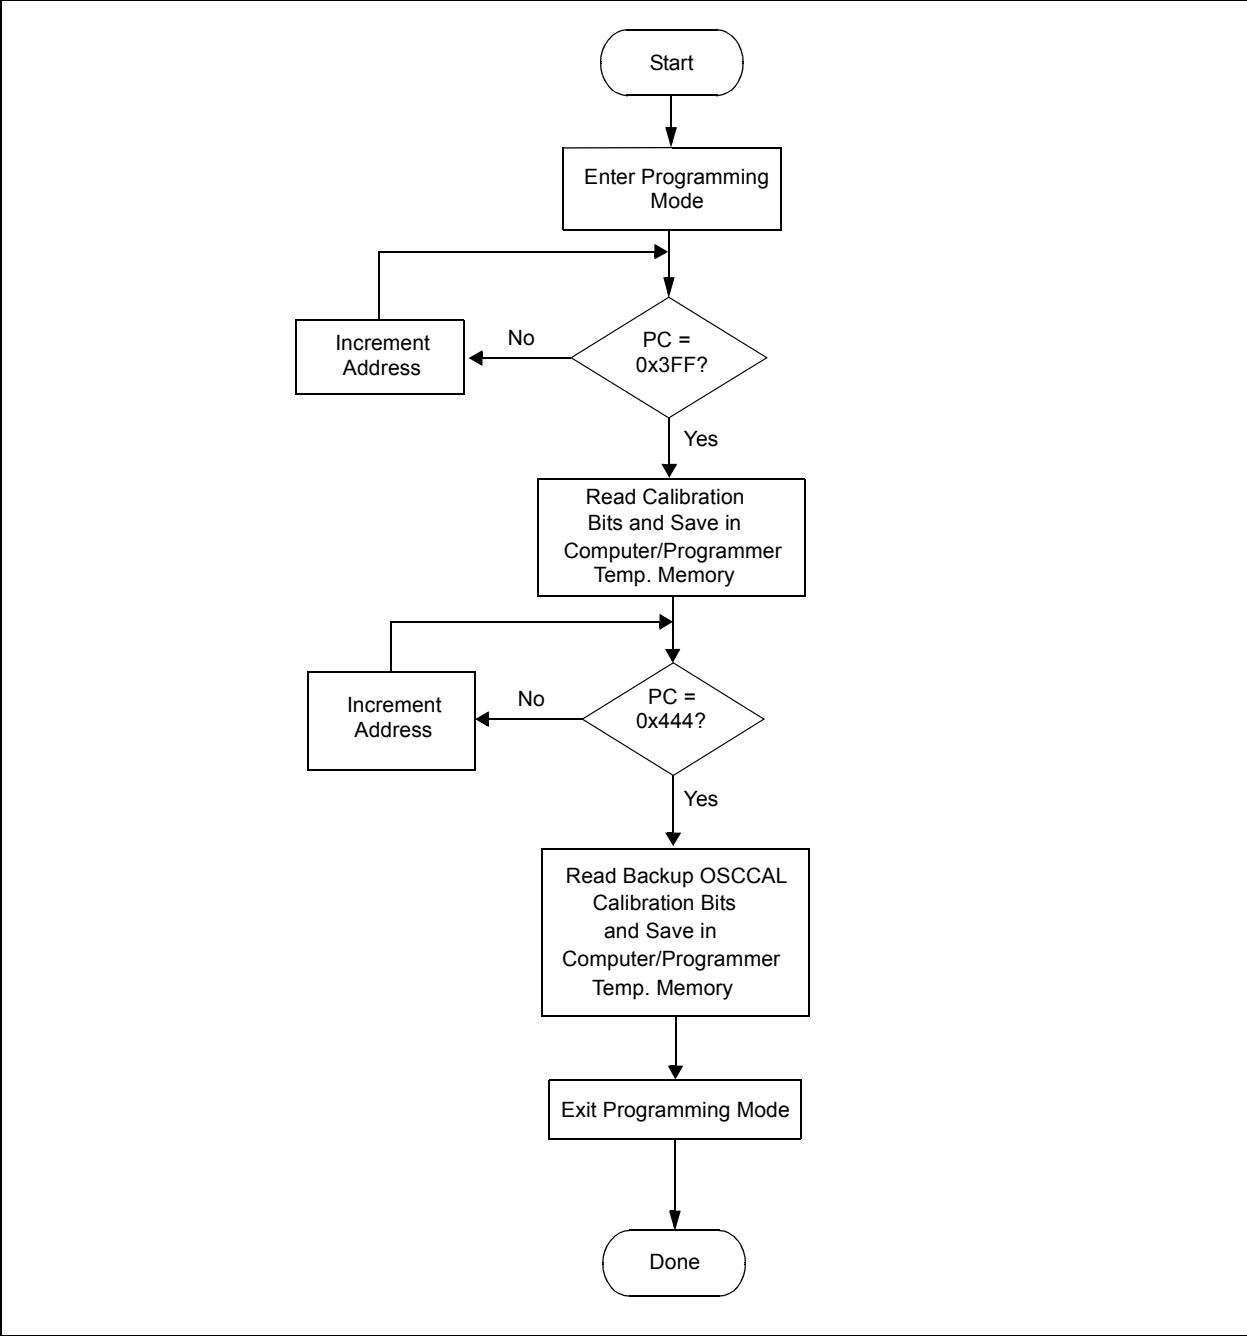 Start
Enter Programming
Mode
PC =
0x3FF?
No
Increment
Address
Yes
Read Calibration
Bits and Save in
Computer/Programmer
Temp. Memory
PC =
0x444?
No
Increment
Address
Yes
Read Backup OSCCAL
Calibration Bits
and Save in
Computer/Programmer
Temp. Memory
Exit Programming Mode
Done